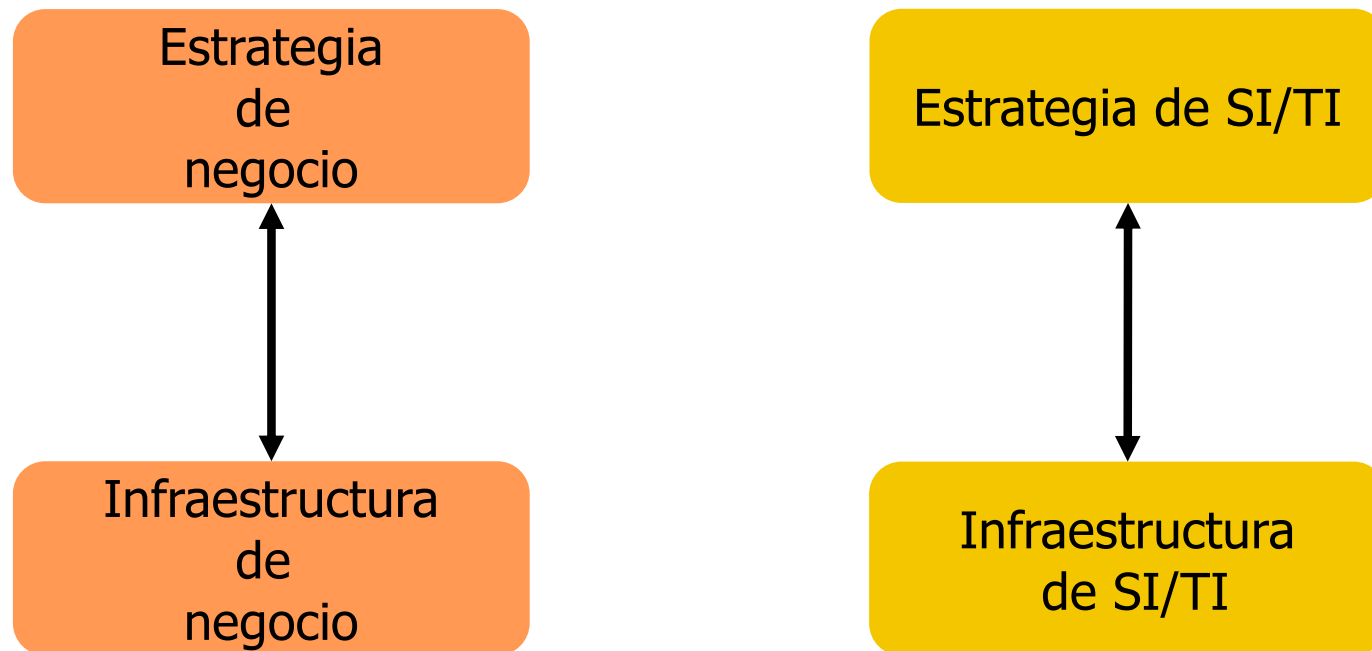 Estrategia
de
negocio
Estrategia de SI/TI
Infraestructura
de
negocio
Infraestructura
de SI/TI